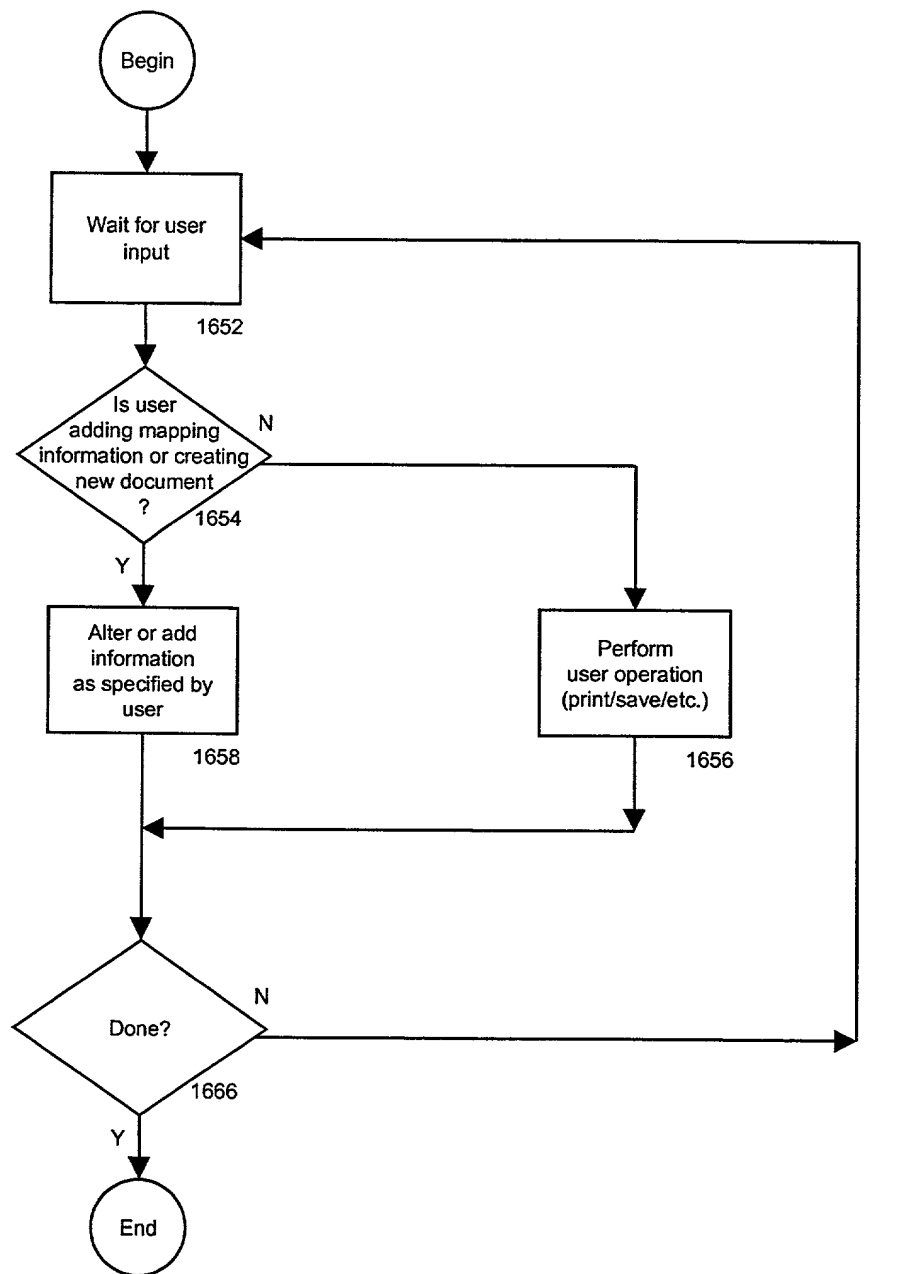 Begin
Wait for user
input
1652
Is user
adding mapping
information or creating
new document
?
N
1654
Y
Alter or add
information
as specified by
user
1658
Perform
user operation
(print/save/etc.)
1656
Done?
N
1666
Y
End